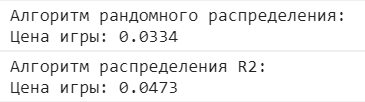 Алгоритм рандомного распределения:
Цена игры: 0.0334
Алгоритм распределения R2:
Цена игры: 0.0473